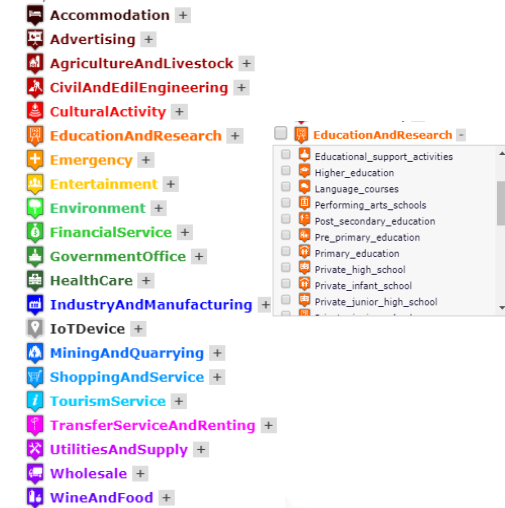 Accommodation +
Advertising +
AgricultureAndLivestock +
CivilAndEdilEngineering +
CulturalActivity +
EducationAndResearch +
Emergency +
Entertainment +
Environment +
FinancialService +
GovernmentOffice +
HealthCare +
IndustryAndManufacturing +
IoTDevice +
MiningAndQuarrying +
ShoppingAndService +
TourismService +
TransferServiceAndRenting +
UtilitiesAndSupply +
Wholesale +
WineAndFood +
EducationAndResearch -
Educational_support_activities
Higher_education
Language_courses
Performing_arts_schools
Post_secondary_education
Pre_primary_education
Primary_education
Private_high_school
Private_infant_school
Private_junior_high_school